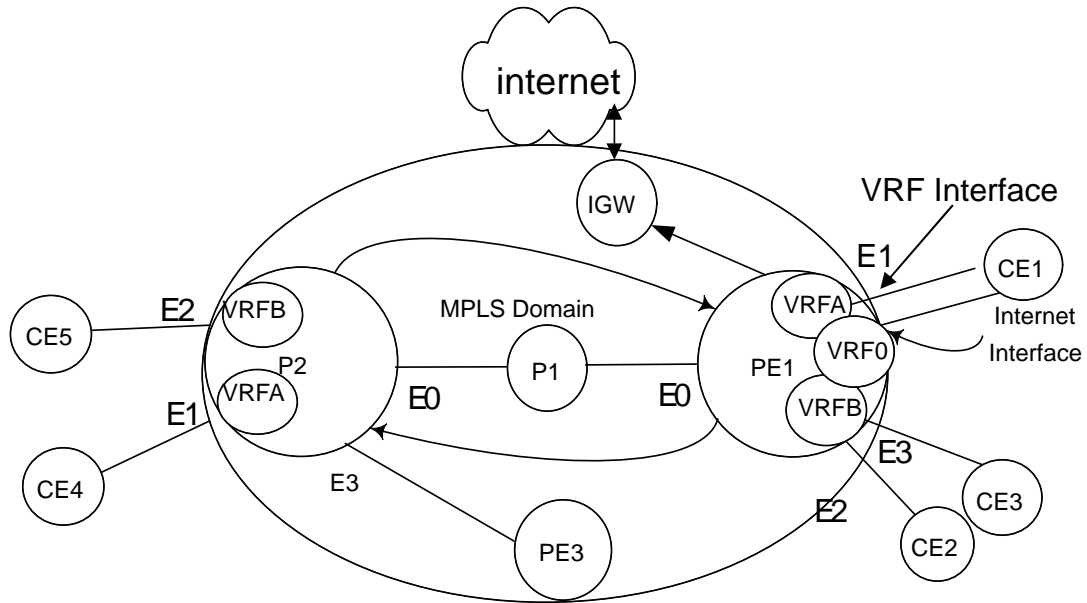 internet
IGW
VRF Interface
E1
CE1
VRFA
Internet
Interface
VRF0
PE1
VRFB
E3
CE3
E2
CE2
MPLS Domain
P1
E0
E0
E2
VRFB
CE5
P2
VRFA
E1
CE4
E3
PE3